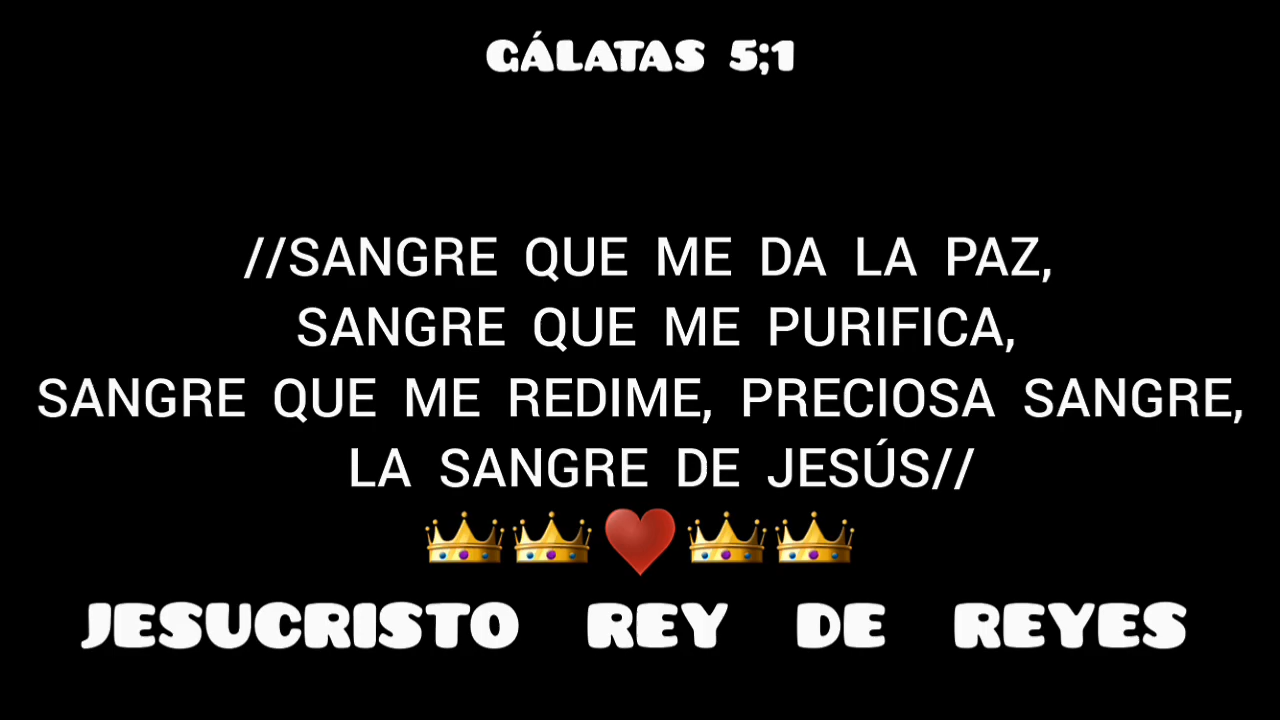 GÁLATAS 5;1
//SANGRE QUE ME DA LA PAZ,
SANGRE QUE ME PURIFICA,
SANGRE QUE ME REDIME, PRECIOSA SANGRE,
LA SANGRE DE JESÚS//
JESUCRISTO REY DE REYES